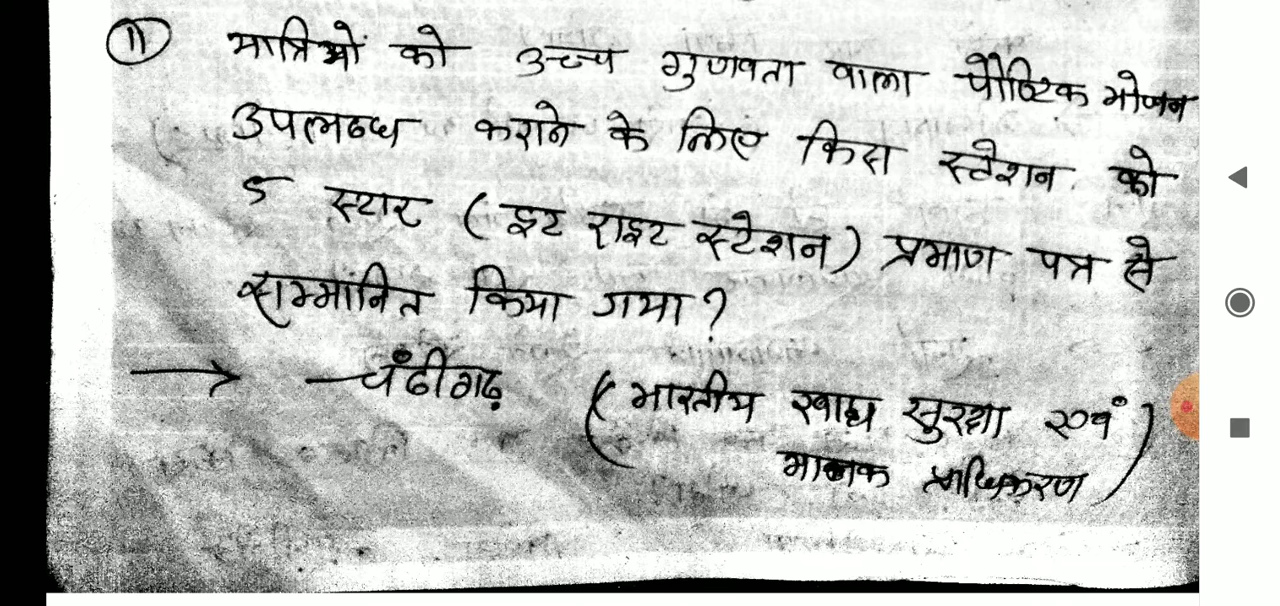 11 यात्रियों को उच्च गुणवता वाला पौष्टिक भोजन
उपलब्ध कराने के लिए किस स्टेशन को
5 स्टार (इट राइट स्टेशन) प्रमाण पत्र से
सम्मानित किया गया?
→ चँढीगढ़ (भारतीय खाद्य सुरक्षा एवं
मानक प्राधिकरण)